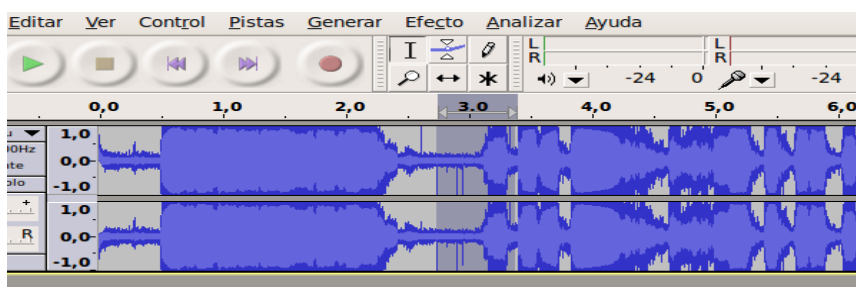 Editar Ver Control Pistas Generar Efecto Analizar Ayuda
L
R
L
R
-24 0
-24
0,0 1,0 2,0 3.0 4,0 5,0 6,0
1,0
0,0-
-1,0
1,0
R 0,0-
-1,0